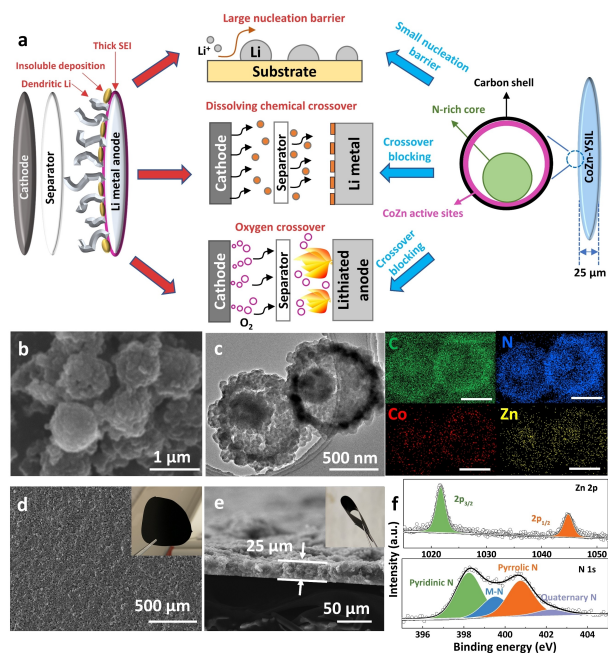 a
Large nucleation barrier
Li⁺
Li
Substrate
Thick SEI
Insoluble deposition
Dendritic Li
Cathode
Separator
Li metal anode
Dissolving chemical crossover
Cathode
Separator
Li metal
Oxygen crossover
Cathode
O₂
Separator
Lithiated
anode
Small nucleation
barrier
Crossover
blocking
Crossover
blocking
Carbon shell
N-rich core
CoZn active sites
CoZn-YSIL
25 μm
b
1 μm
c
500 nm
C
N
Co
Zn
d
500 μm
e
25 μm
50 μm
f
Zn 2p
2p₃/₂
2p₁/₂
1020 1030 1040 1050
N 1s
Pyridinic N
M-N
Pyrrplic N
Quaternary N
396 398 400 402 404
Binding energy (eV)
Intensity (a.u.)